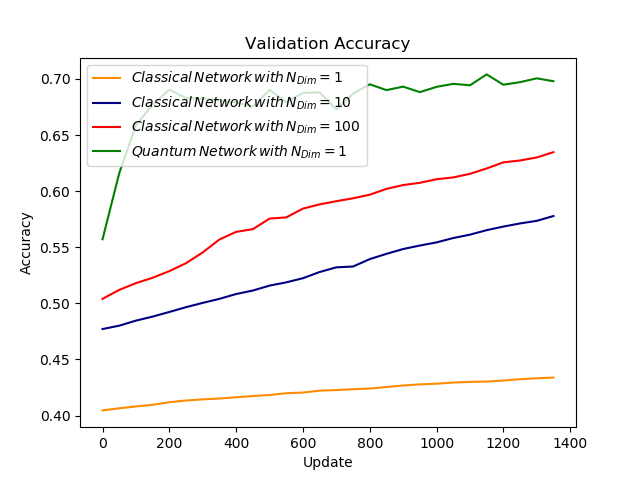 Validation Accuracy
Classical Network with N_Dim = 1
Classical Network with N_Dim = 10
Classical Network with N_Dim = 100
Quantum Network with N_Dim = 1
0.70
0.65
0.60
0.55
0.50
0.45
0.40
Accuracy
0 200 400 600 800 1000 1200 1400
Update